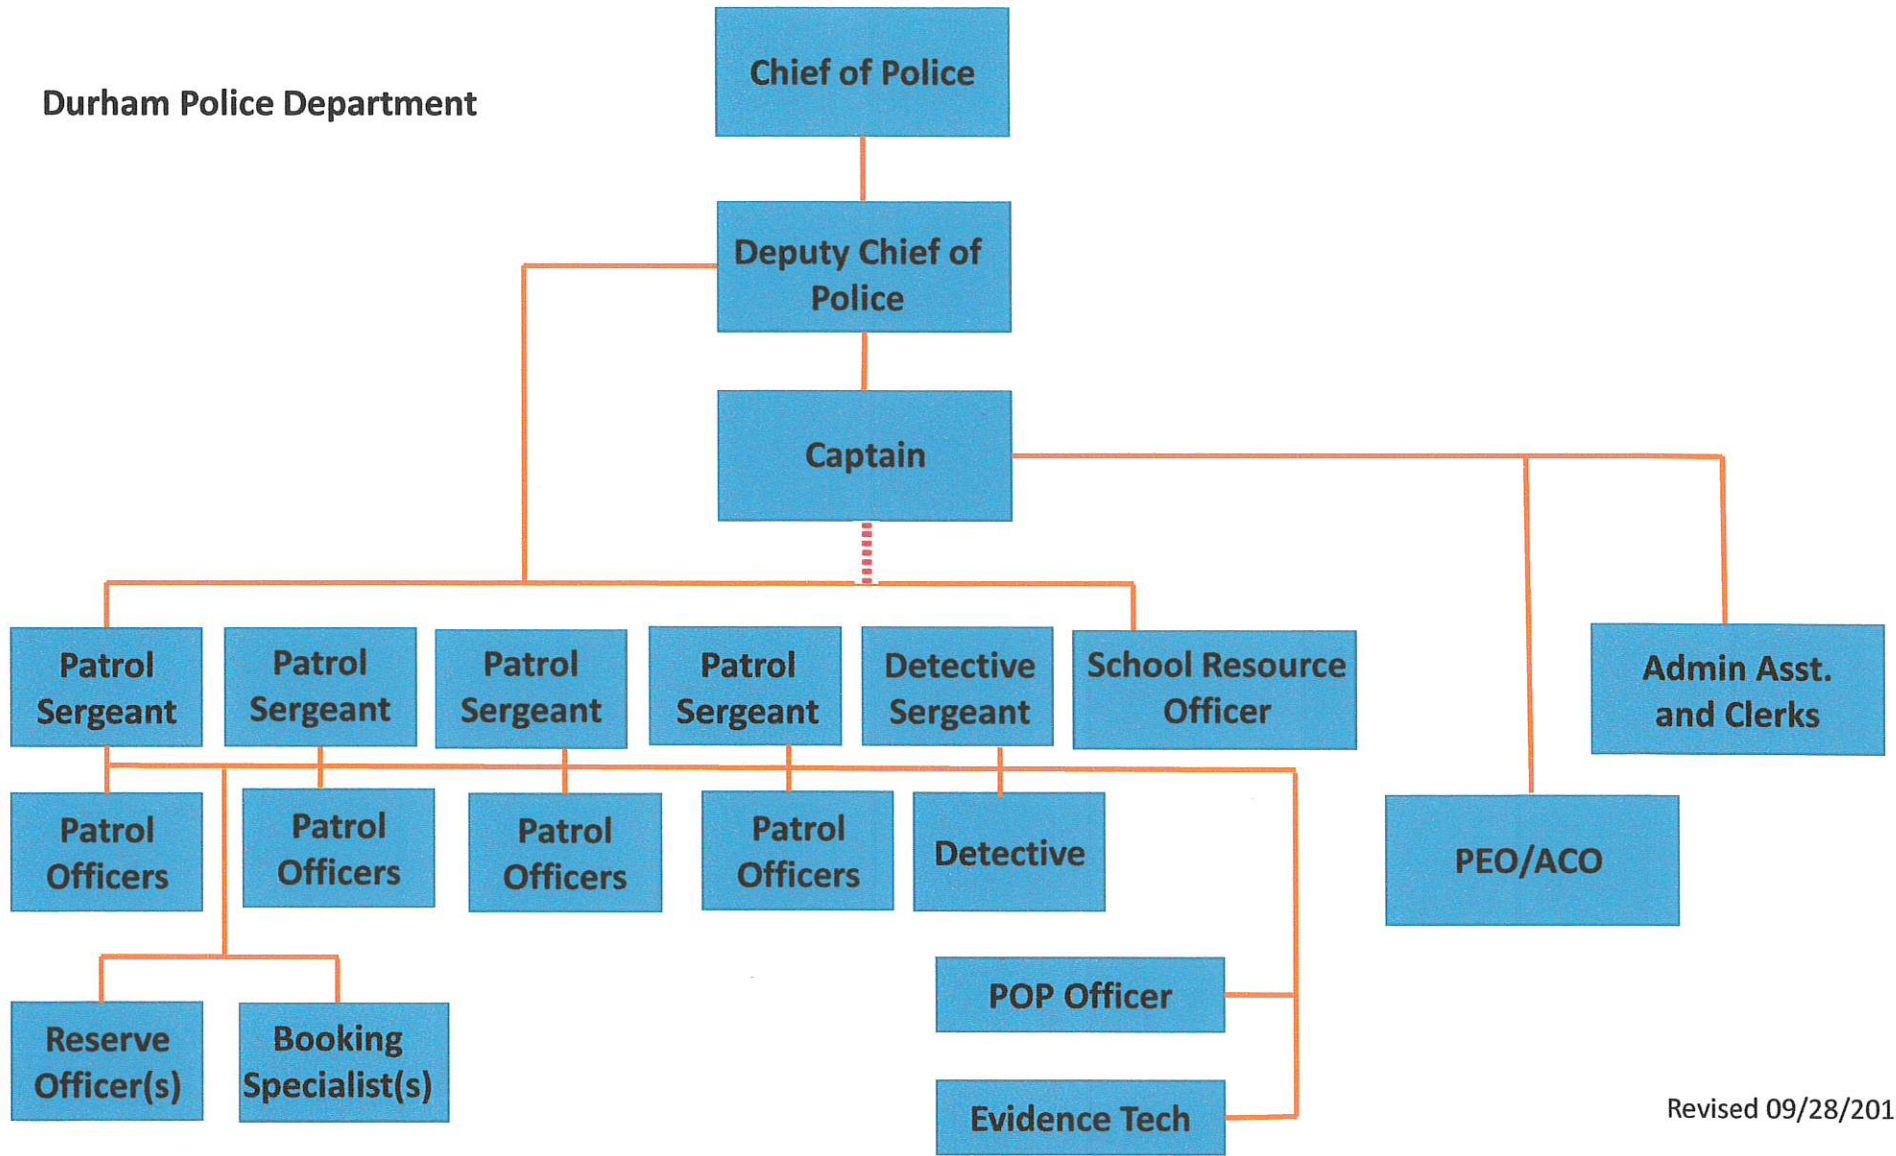 Durham Police Department
Chief of Police
Deputy Chief of
Police
Captain
Patrol
Sergeant
Patrol
Sergeant
Patrol
Sergeant
Patrol
Sergeant
Detective
Sergeant
School Resource
Officer
Admin Asst.
and Clerks
Patrol
Officers
Patrol
Officers
Patrol
Officers
Patrol
Officers
Detective
PEO/ACO
POP Officer
Reserve
Officer(s)
Booking
Specialist(s)
Evidence Tech
Revised 09/28/201